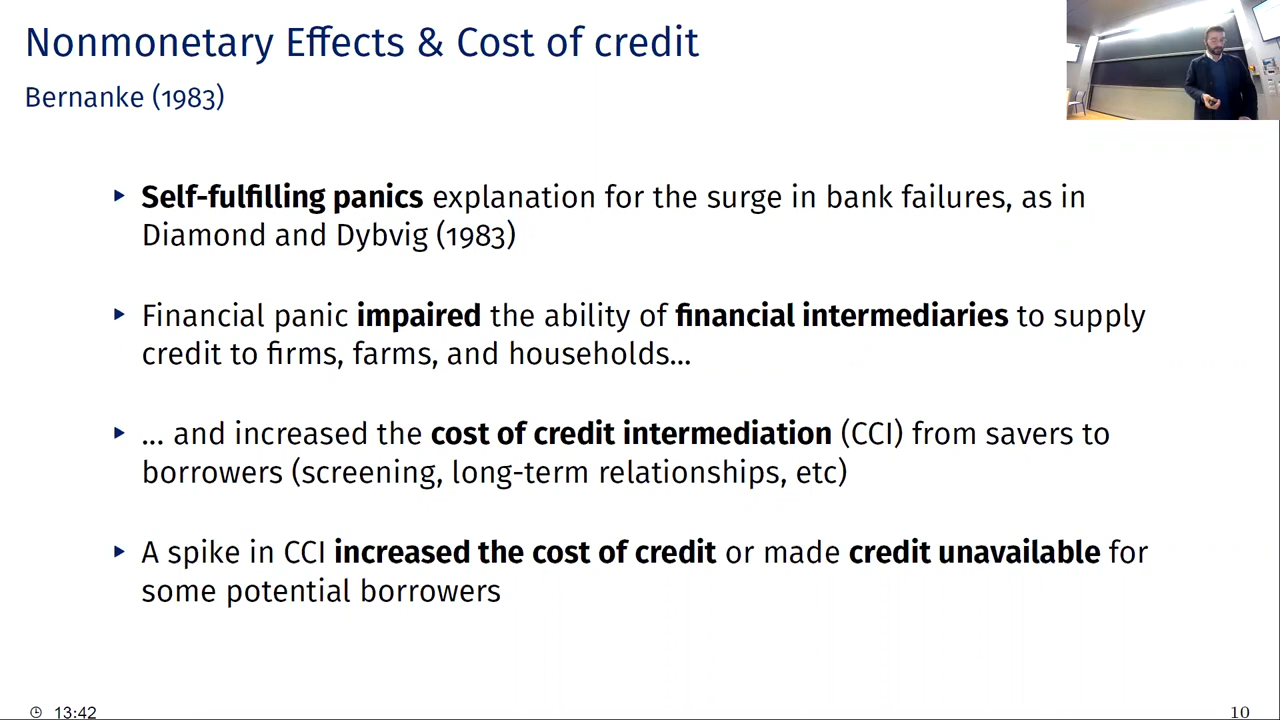 Nonmonetary Effects & Cost of credit
Bernanke (1983)
▸ Self-fulfilling panics explanation for the surge in bank failures, as in
Diamond and Dybvig (1983)
▸ Financial panic impaired the ability of financial intermediaries to supply
credit to firms, farms, and households...
▸ ... and increased the cost of credit intermediation (CCI) from savers to
borrowers (screening, long-term relationships, etc)
▸ A spike in CCI increased the cost of credit or made credit unavailable for
some potential borrowers
13:42
10